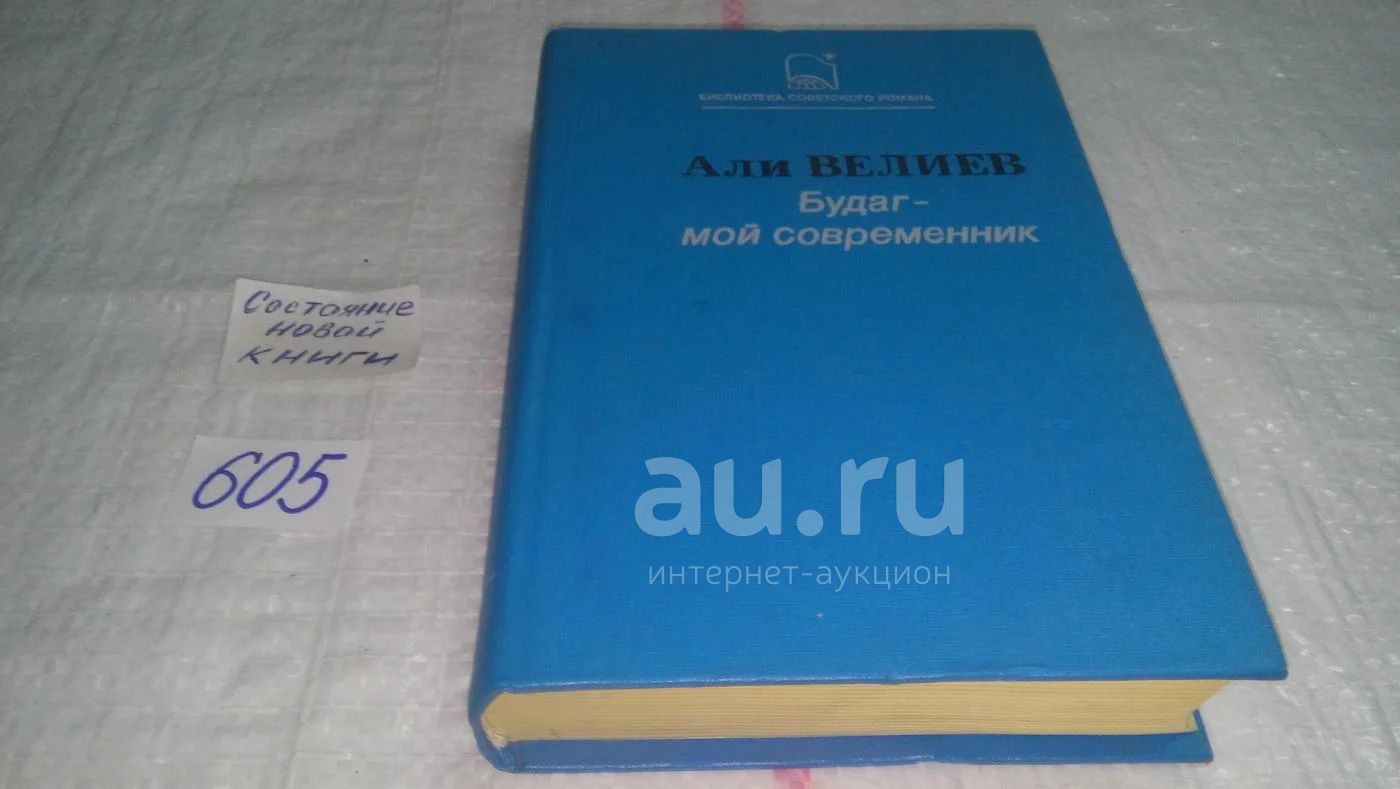 БИБЛИОТЕКА СОВЕТСКОГО РОМАНА
Али ВЕЛИЕВ
Будаг -
мой современник
Состояние
новой
книги
605
au.ru
интернет-аукцион